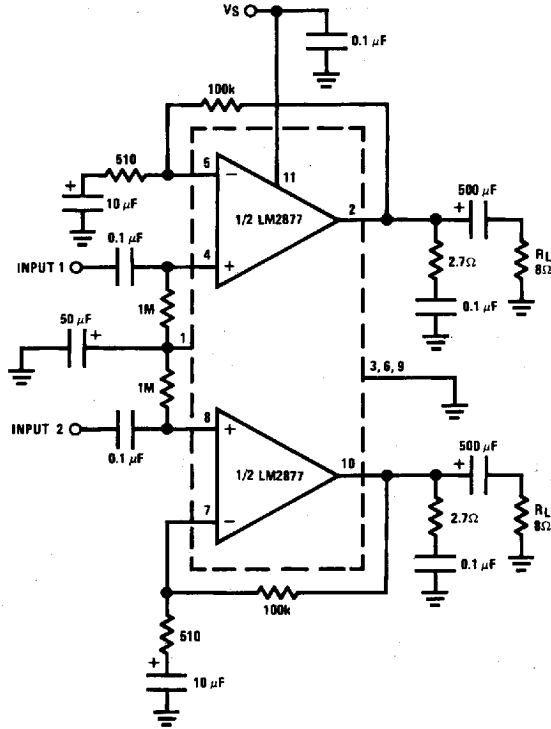 VS
0.1 µF
100k
510
5
−
11
+
10 µF
1/2 LM2877
2
+
500 µF
0.1 µF
4
+
INPUT 1
2.7Ω
RL
8Ω
1M
0.1 µF
50 µF
+
1
3, 6, 9
1M
INPUT 2
8
+
0.1 µF
1/2 LM2877
10
+
500 µF
7
−
2.7Ω
RL
8Ω
0.1 µF
100k
510
+
10 µF